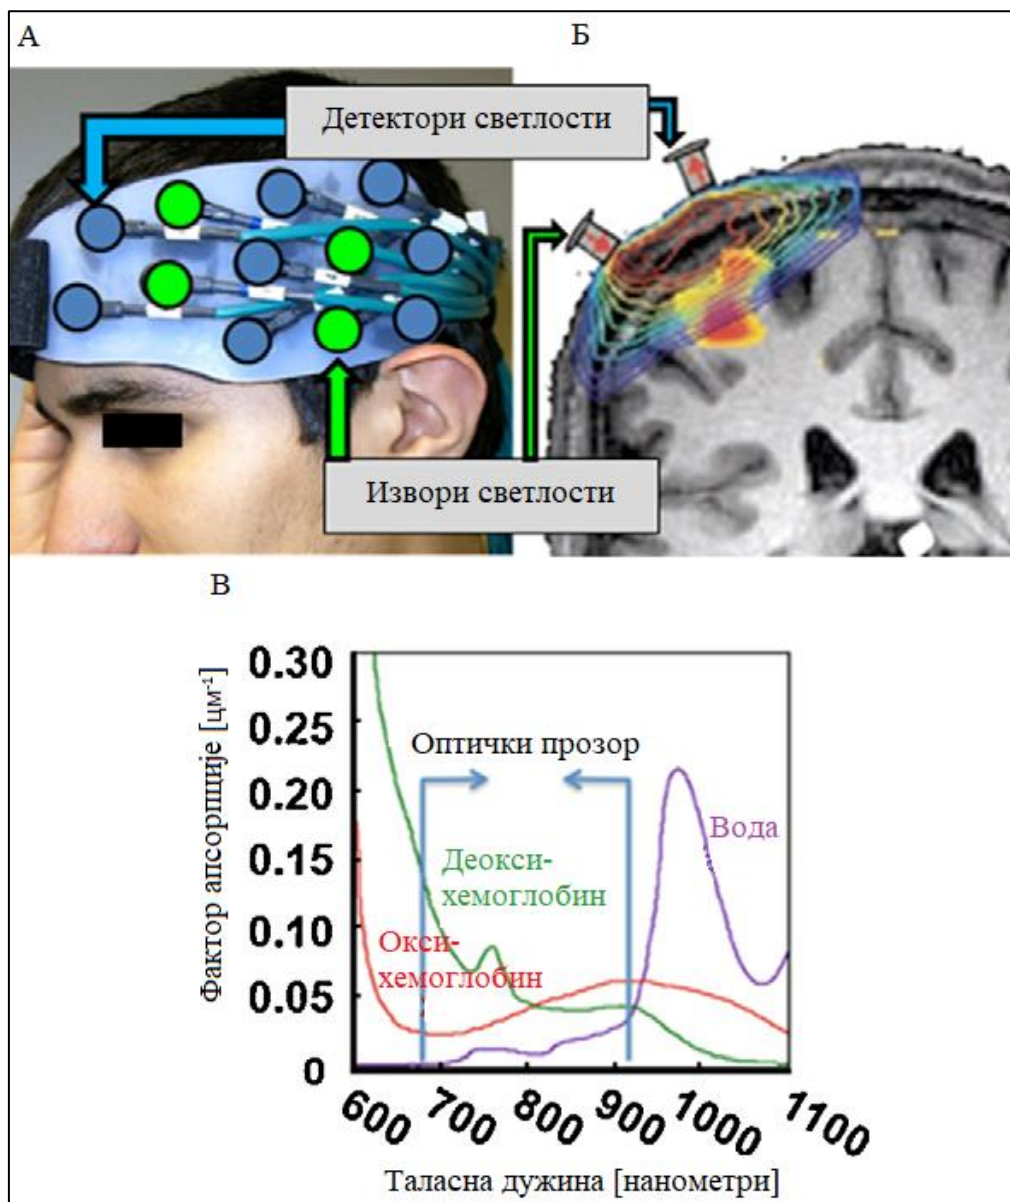 А
Б
Детектори светлости
Извори светлости
В
Фактор апсорпције [цм⁻¹]
0.30
0.25
0.20
0.15
0.10
0.05
0
Оптички прозор
Вода
Деокси-
хемоглобин
Окси-
хемоглобин
600
700
800
900
1000
1100
Таласна дужина [нанометри]